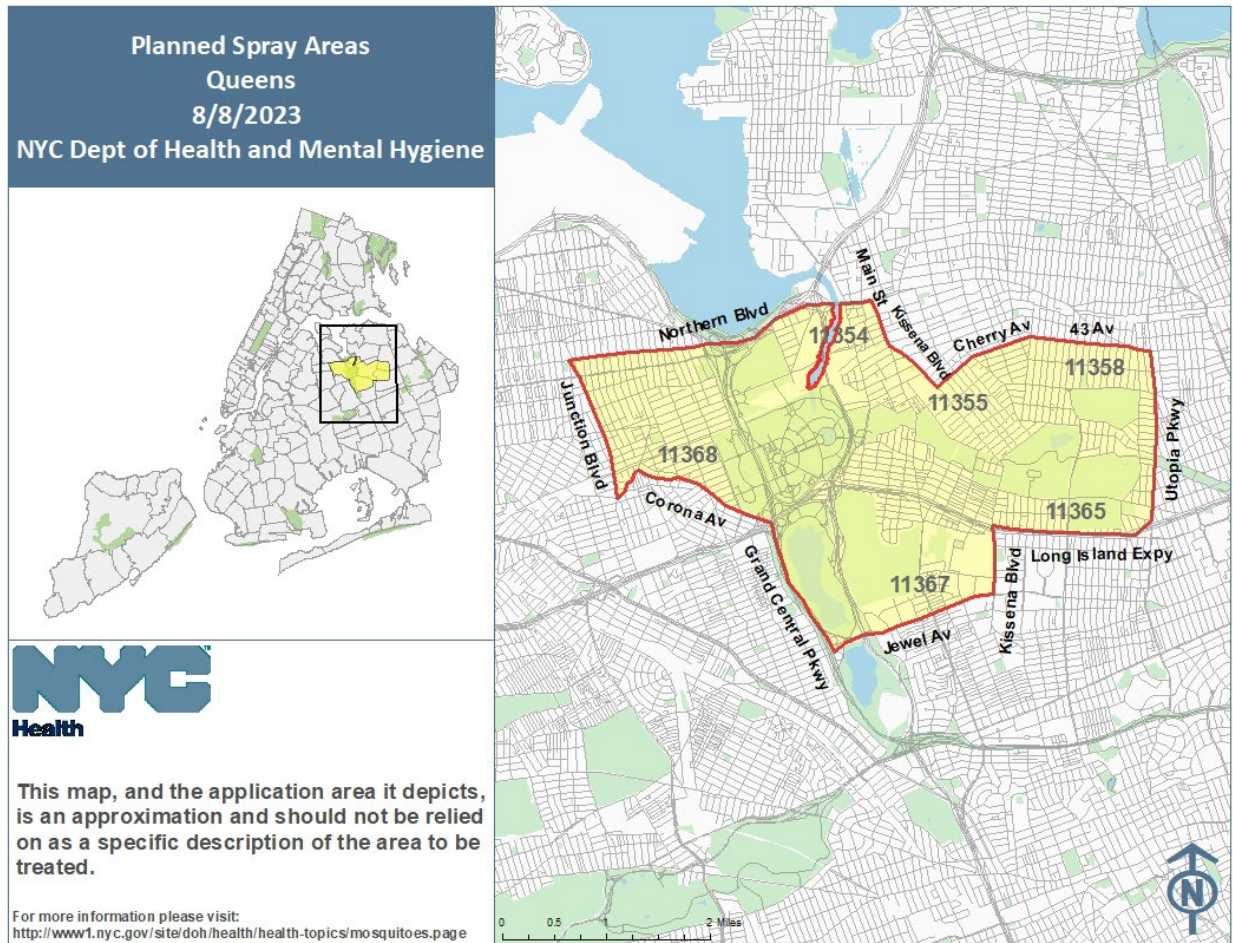 Planned Spray Areas
Queens
8/8/2023
NYC Dept of Health and Mental Hygiene
NYC
Health
This map, and the application area it depicts,
is an approximation and should not be relied
on as a specific description of the area to be
treated.
For more information please visit:
http://www1.nyc.gov/site/doh/health/health-topics/mosquitoes.page
Main St
Northern Blvd
Kissena Blvd
11354
Cherry Av
43 Av
11358
Junction Blvd
11355
11368
Utopia Pkwy
Corona Av
11365
Grand Central Pkwy
Long Island Expy
11367
Kissena Blvd
Jewel Av
0 0.5 1 2 Miles
N